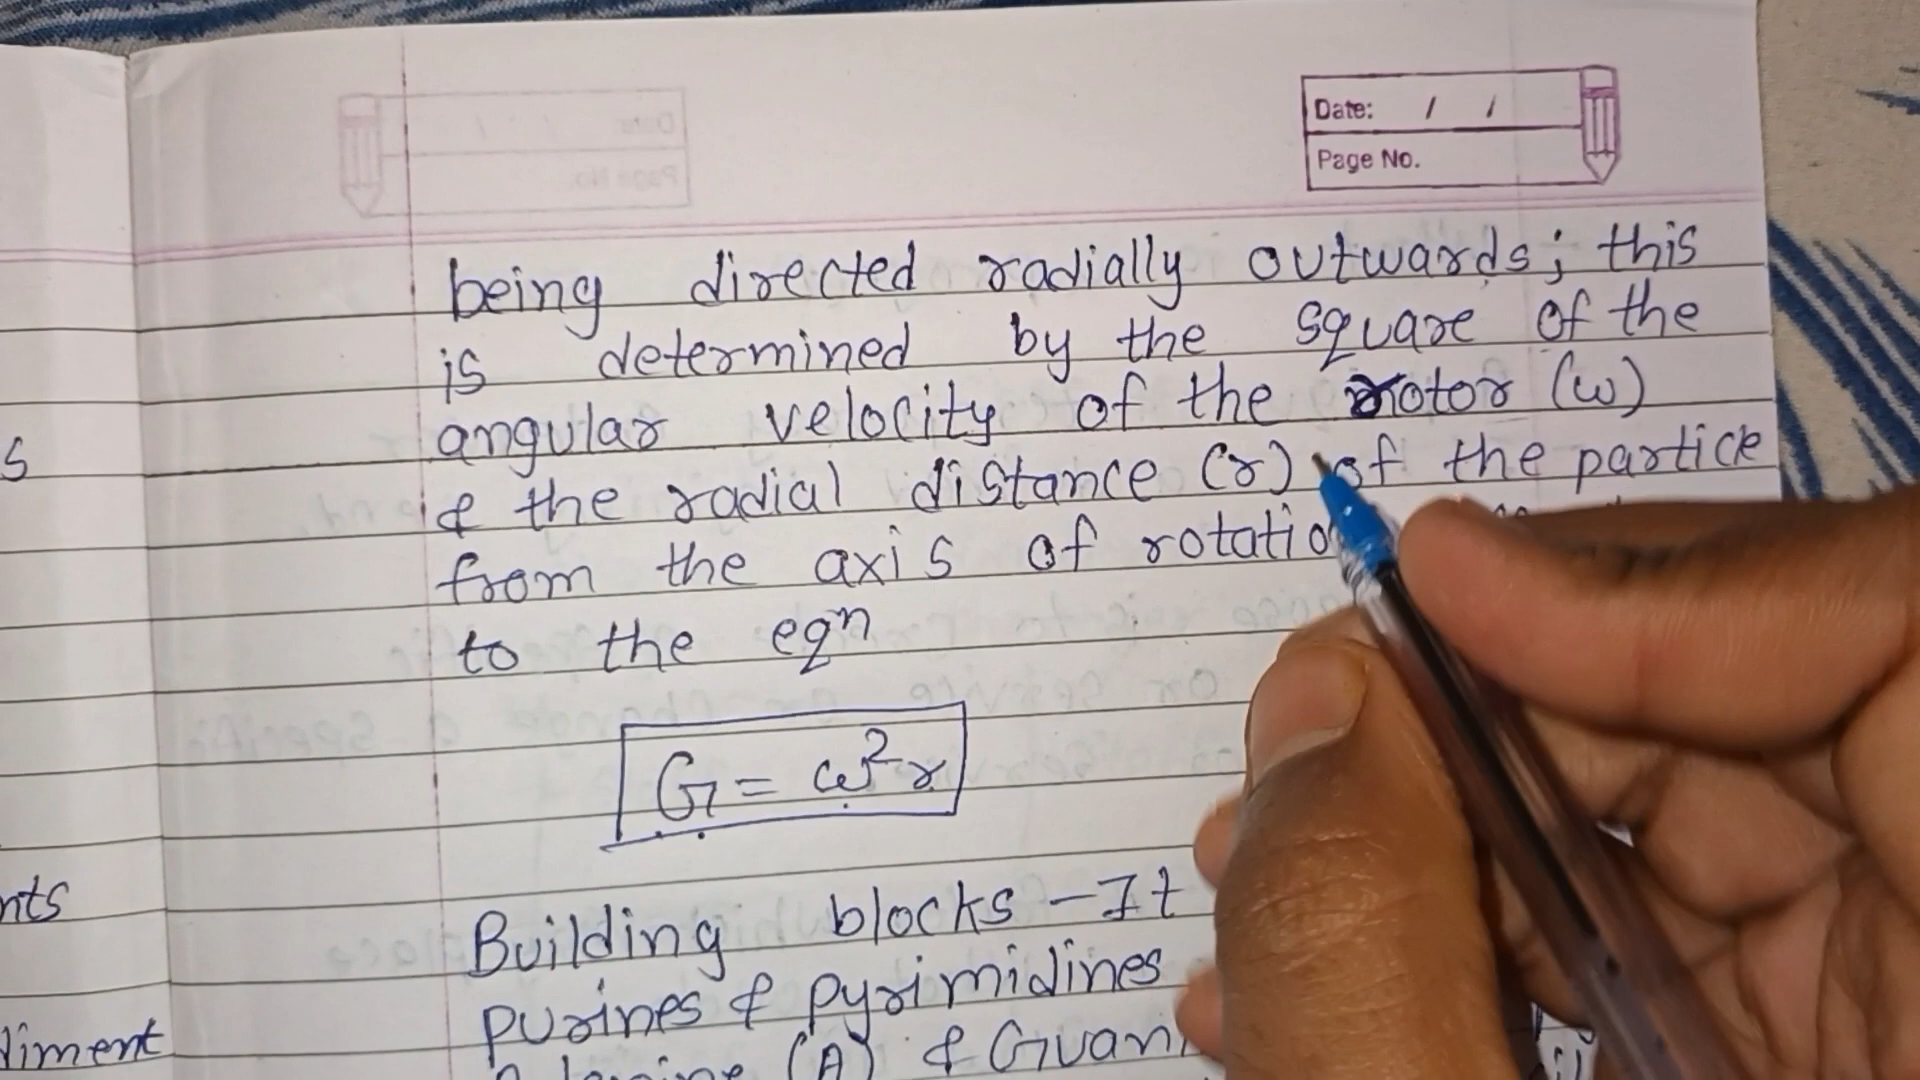 Date: / /
Page No.
being directed radially outwards; this
is determined by the square of the
angular velocity of the rotor (ω)
& the radial distance (r) of the particle
from the axis of rotatio
to the eqⁿ
G = ω²r
Building blocks - It
purines & pyrimidines
(A) & Guani
s
nts
diment